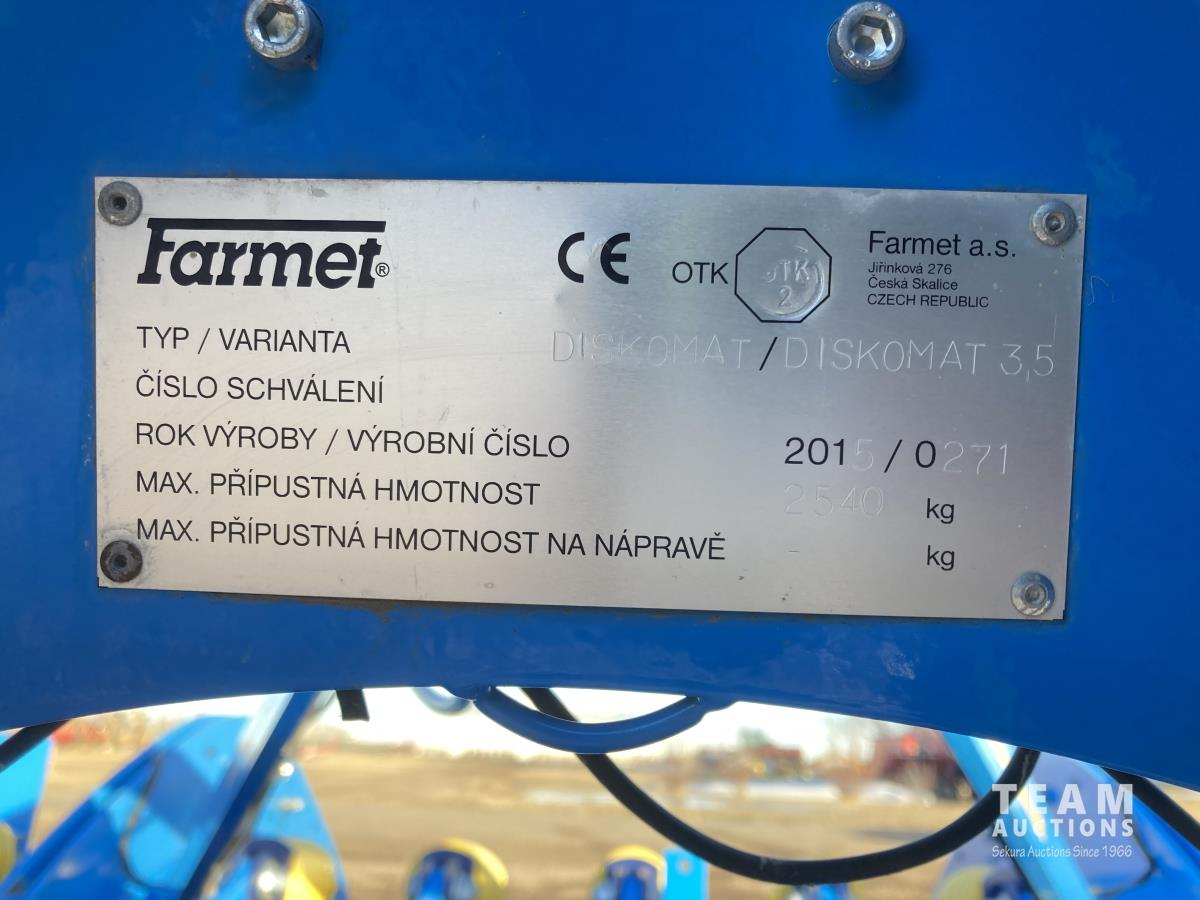 Farmet®
CE
OTK
OTK
2
Farmet a.s.
Jiřinková 276
Česká Skalice
CZECH REPUBLIC
TYP / VARIANTA DISKOMAT / DISKOMAT 3,5
ČÍSLO SCHVÁLENÍ
ROK VÝROBY / VÝROBNÍ ČÍSLO 2015 / 0271
MAX. PŘÍPUSTNÁ HMOTNOST 2540 kg
MAX. PŘÍPUSTNÁ HMOTNOST NA NÁPRAVĚ - kg
TEAM
AUCTIONS
Sekura Auctions Since 1966